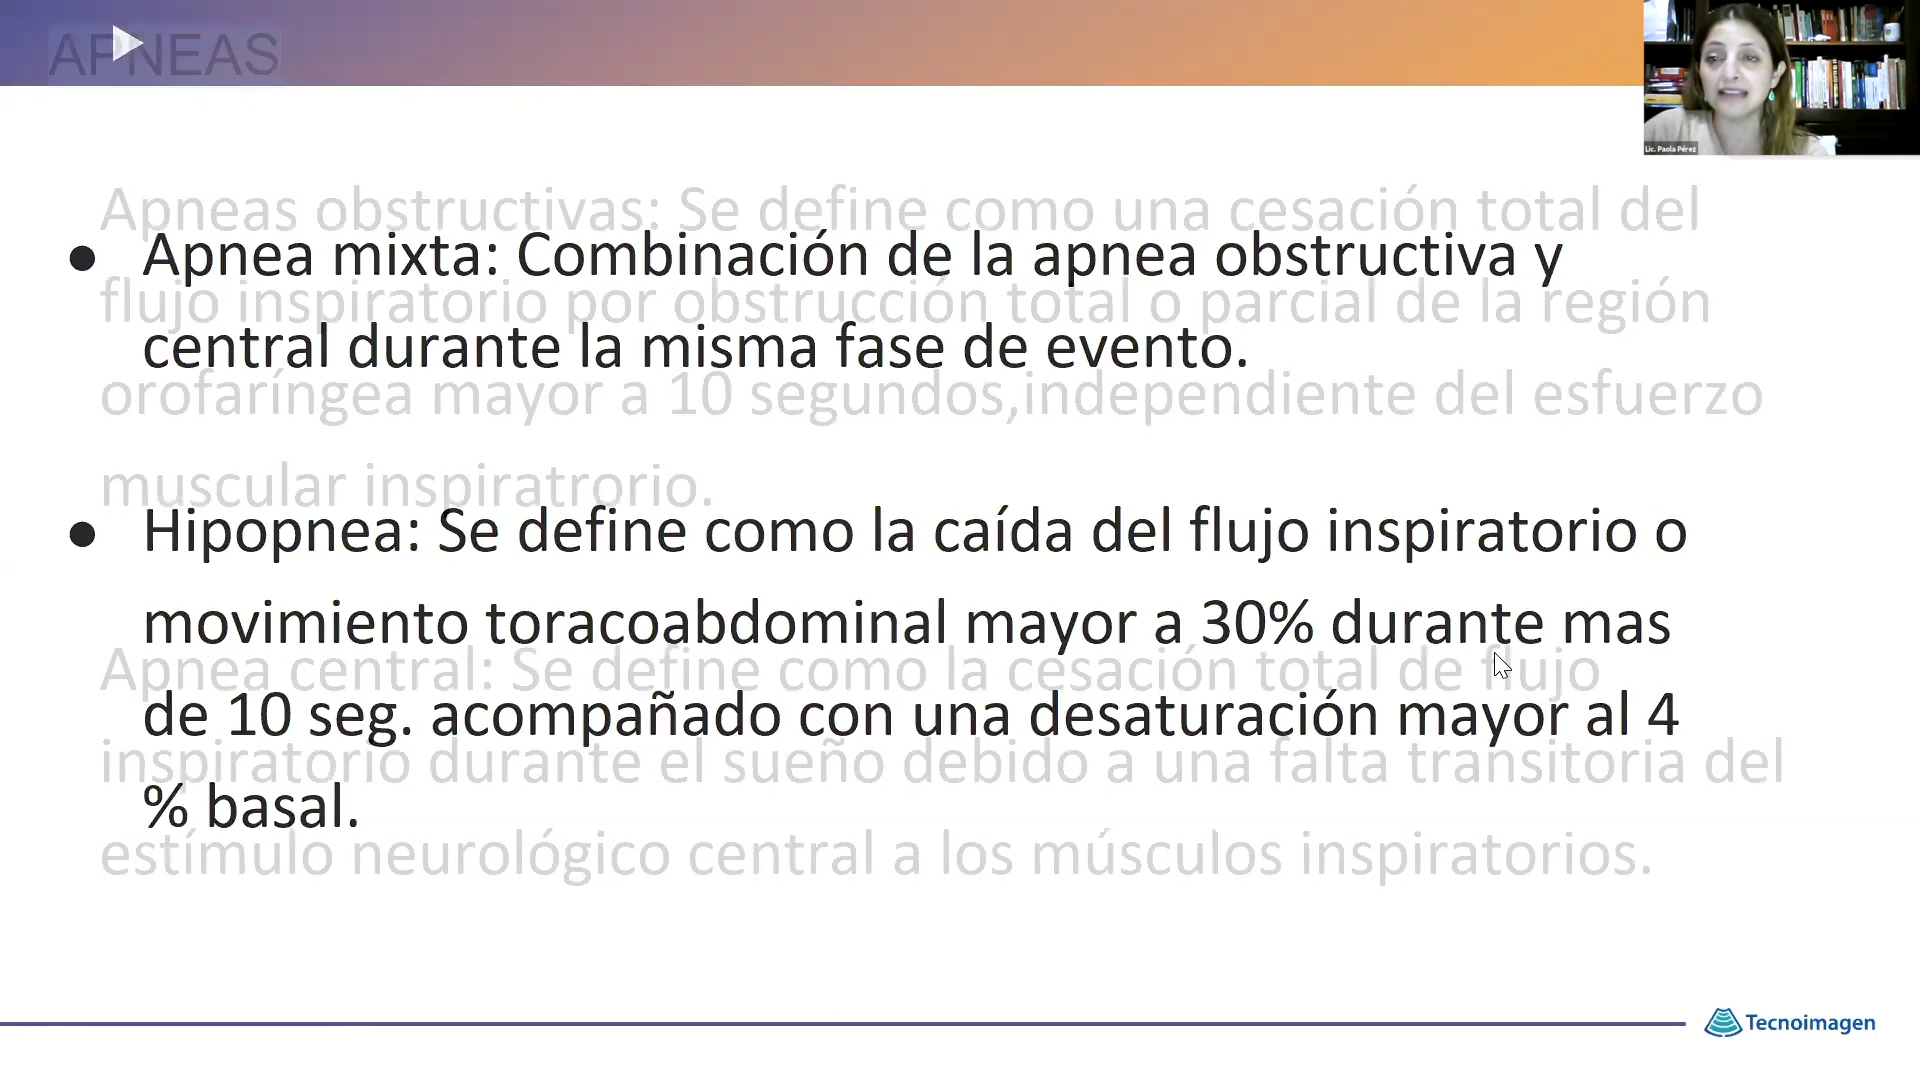 APNEAS
Lic. Paola Pérez
Apneas obstructivas: Se define como una cesación total del
● Apnea mixta: Combinación de la apnea obstructiva y
flujo inspiratorio por obstrucción total o parcial de la región
central durante la misma fase de evento.
orofaríngea mayor a 10 segundos,independiente del esfuerzo
muscular inspiratrorio.
● Hipopnea: Se define como la caída del flujo inspiratorio o
movimiento toracoabdominal mayor a 30% durante mas
Apnea central: Se define como la cesación total de flujo
de 10 seg. acompañado con una desaturación mayor al 4
inspiratorio durante el sueño debido a una falta transitoria del
% basal.
estímulo neurológico central a los músculos inspiratorios.
Tecnoimagen